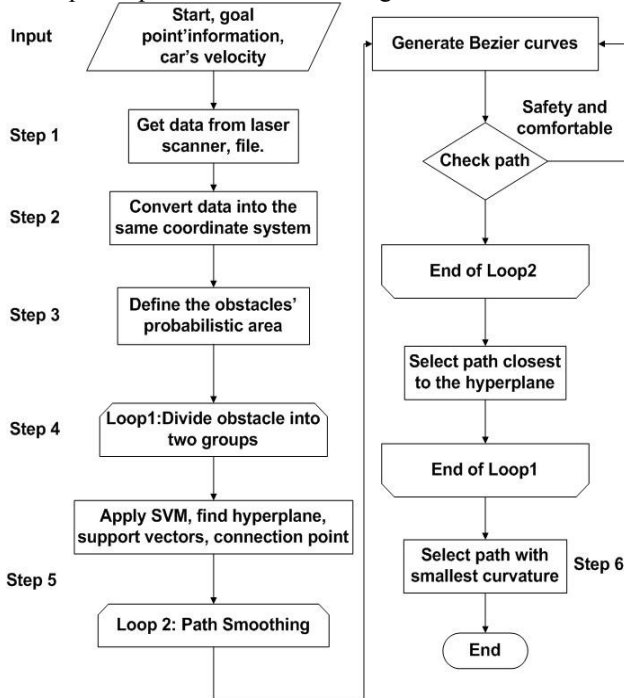 Input
Start, goal
point'information,
car's velocity
Step 1
Get data from laser
scanner, file.
Step 2
Convert data into the
same coordinate system
Step 3
Define the obstacles'
probabilistic area
Step 4
Loop1:Divide obstacle into
two groups
Apply SVM, find hyperplane,
support vectors, connection point
Step 5
Loop 2: Path Smoothing
Generate Bezier curves
Safety and
comfortable
Check path
End of Loop2
Select path closest
to the hyperplane
End of Loop1
Select path with
smallest curvature
Step 6
End